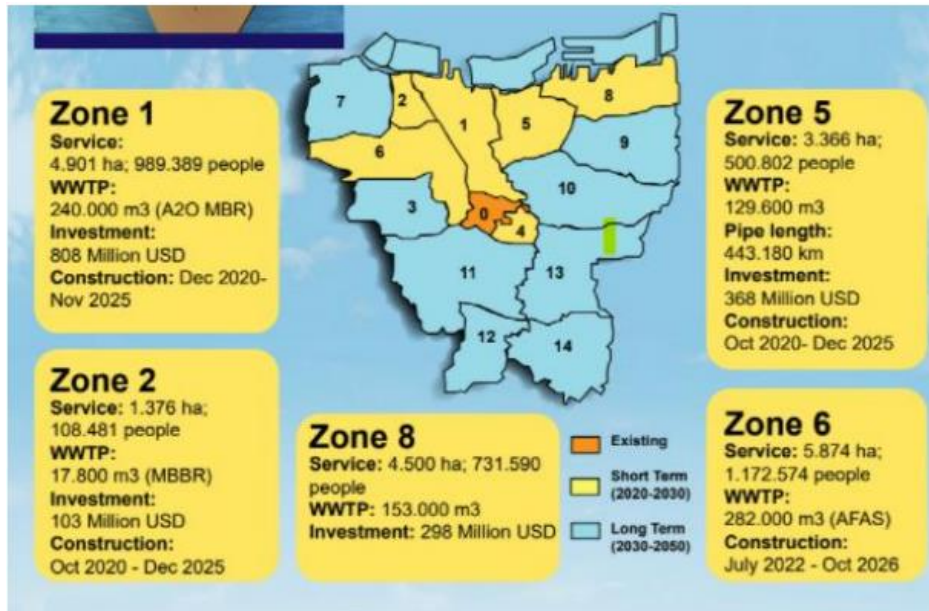 Zone 1
Service:
4.901 ha; 989.389 people
WWTP:
240.000 m3 (A2O MBR)
Investment:
808 Million USD
Construction: Dec 2020-
Nov 2025
Zone 2
Service: 1.376 ha;
108.481 people
WWTP:
17.800 m3 (MBBR)
Investment:
103 Million USD
Construction:
Oct 2020 - Dec 2025
7
2
1
5
8
6
9
3
0
4
10
11
13
12
14
Zone 8
Service: 4.500 ha; 731.590
people
WWTP: 153.000 m3
Investment: 298 Million USD
Existing
Short Term
(2020-2030)
Long Term
(2030-2050)
Zone 5
Service: 3.366 ha;
500.802 people
WWTP:
129.600 m3
Pipe length:
443.180 km
Investment:
368 Million USD
Construction:
Oct 2020- Dec 2025
Zone 6
Service: 5.874 ha;
1.172.574 people
WWTP:
282.000 m3 (AFAS)
Construction:
July 2022 - Oct 2026